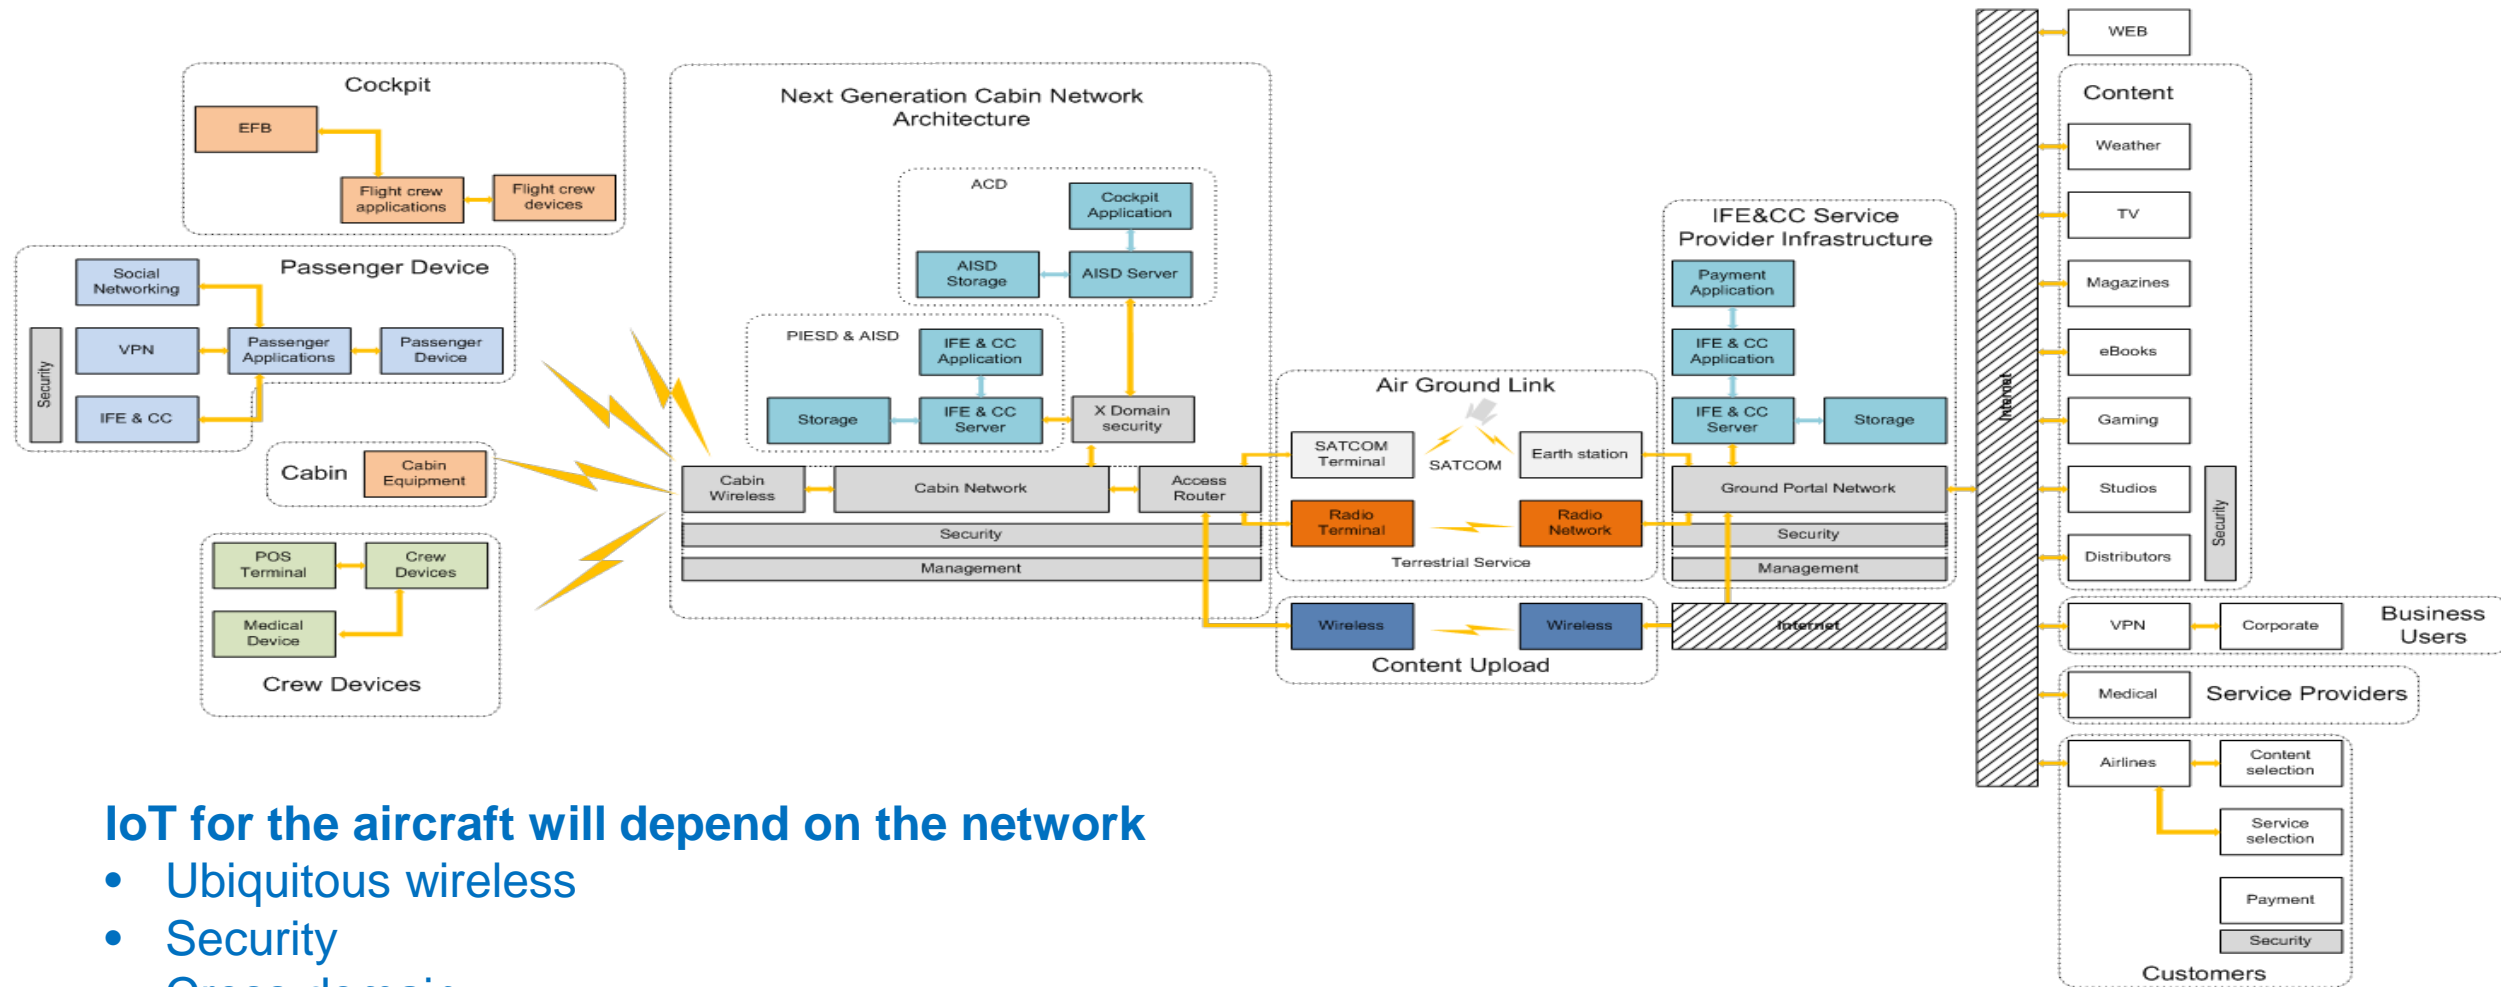 Cockpit
EFB
Flight crew
applications
Flight crew
devices
Passenger Device
Social
Networking
Security
VPN
Passenger
Applications
Passenger
Device
IFE & CC
Cabin
Cabin
Equipment
POS
Terminal
Crew
Devices
Medical
Device
Crew Devices
Next Generation Cabin Network
Architecture
ACD
Cockpit
Application
AISD
Storage
AISD Server
PIESD & AISD
IFE & CC
Application
Storage
IFE & CC
Server
X Domain
security
Cabin
Wireless
Cabin Network
Access
Router
Security
Management
Air Ground Link
SATCOM
Terminal
SATCOM
Earth station
Radio
Terminal
Radio
Network
Terrestrial Service
Wireless
Wireless
Content Upload
IFE&CC Service
Provider Infrastructure
Payment
Application
IFE & CC
Application
IFE & CC
Server
Storage
Ground Portal Network
Security
Management
Internet
Internet
WEB
Content
Weather
TV
Magazines
eBooks
Gaming
Studios
Distributors
Security
VPN
Corporate
Business
Users
Medical
Service Providers
Airlines
Content
selection
Service
selection
Payment
Security
Customers
IoT for the aircraft will depend on the network
• Ubiquitous wireless
• Security
Cross domain